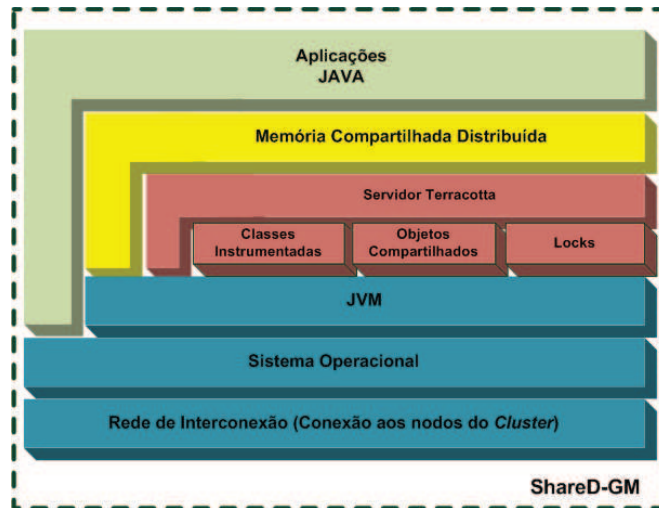 Aplicações
JAVA
Memória Compartilhada Distribuída
Servidor Terracotta
Classes
Instrumentadas
Objetos
Compartilhados
Locks
JVM
Sistema Operacional
Rede de Interconexão (Conexão aos nodos do Cluster)
ShareD-GM